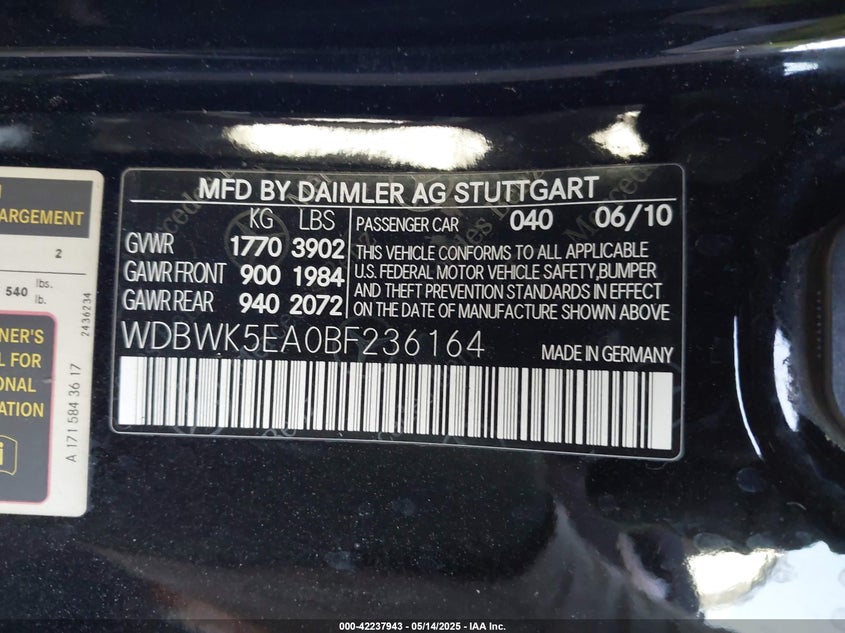 ARGEMENT
2
540 lbs.
lb.
NER'S
L FOR
ONAL
ATION
i
A 171 584 36 17
2436234
MFD BY DAIMLER AG STUTTGART
KG LBS
GVWR 1770 3902
GAWR FRONT 900 1984
GAWR REAR 940 2072
PASSENGER CAR 040 06/10
THIS VEHICLE CONFORMS TO ALL APPLICABLE
U.S. FEDERAL MOTOR VEHICLE SAFETY,BUMPER
AND THEFT PREVENTION STANDARDS IN EFFECT
ON THE DATE OF MANUFACTURE SHOWN ABOVE
WDBWK5EA0BF236164
MADE IN GERMANY
000-42237943 - 05/14/2025 - IAA Inc.